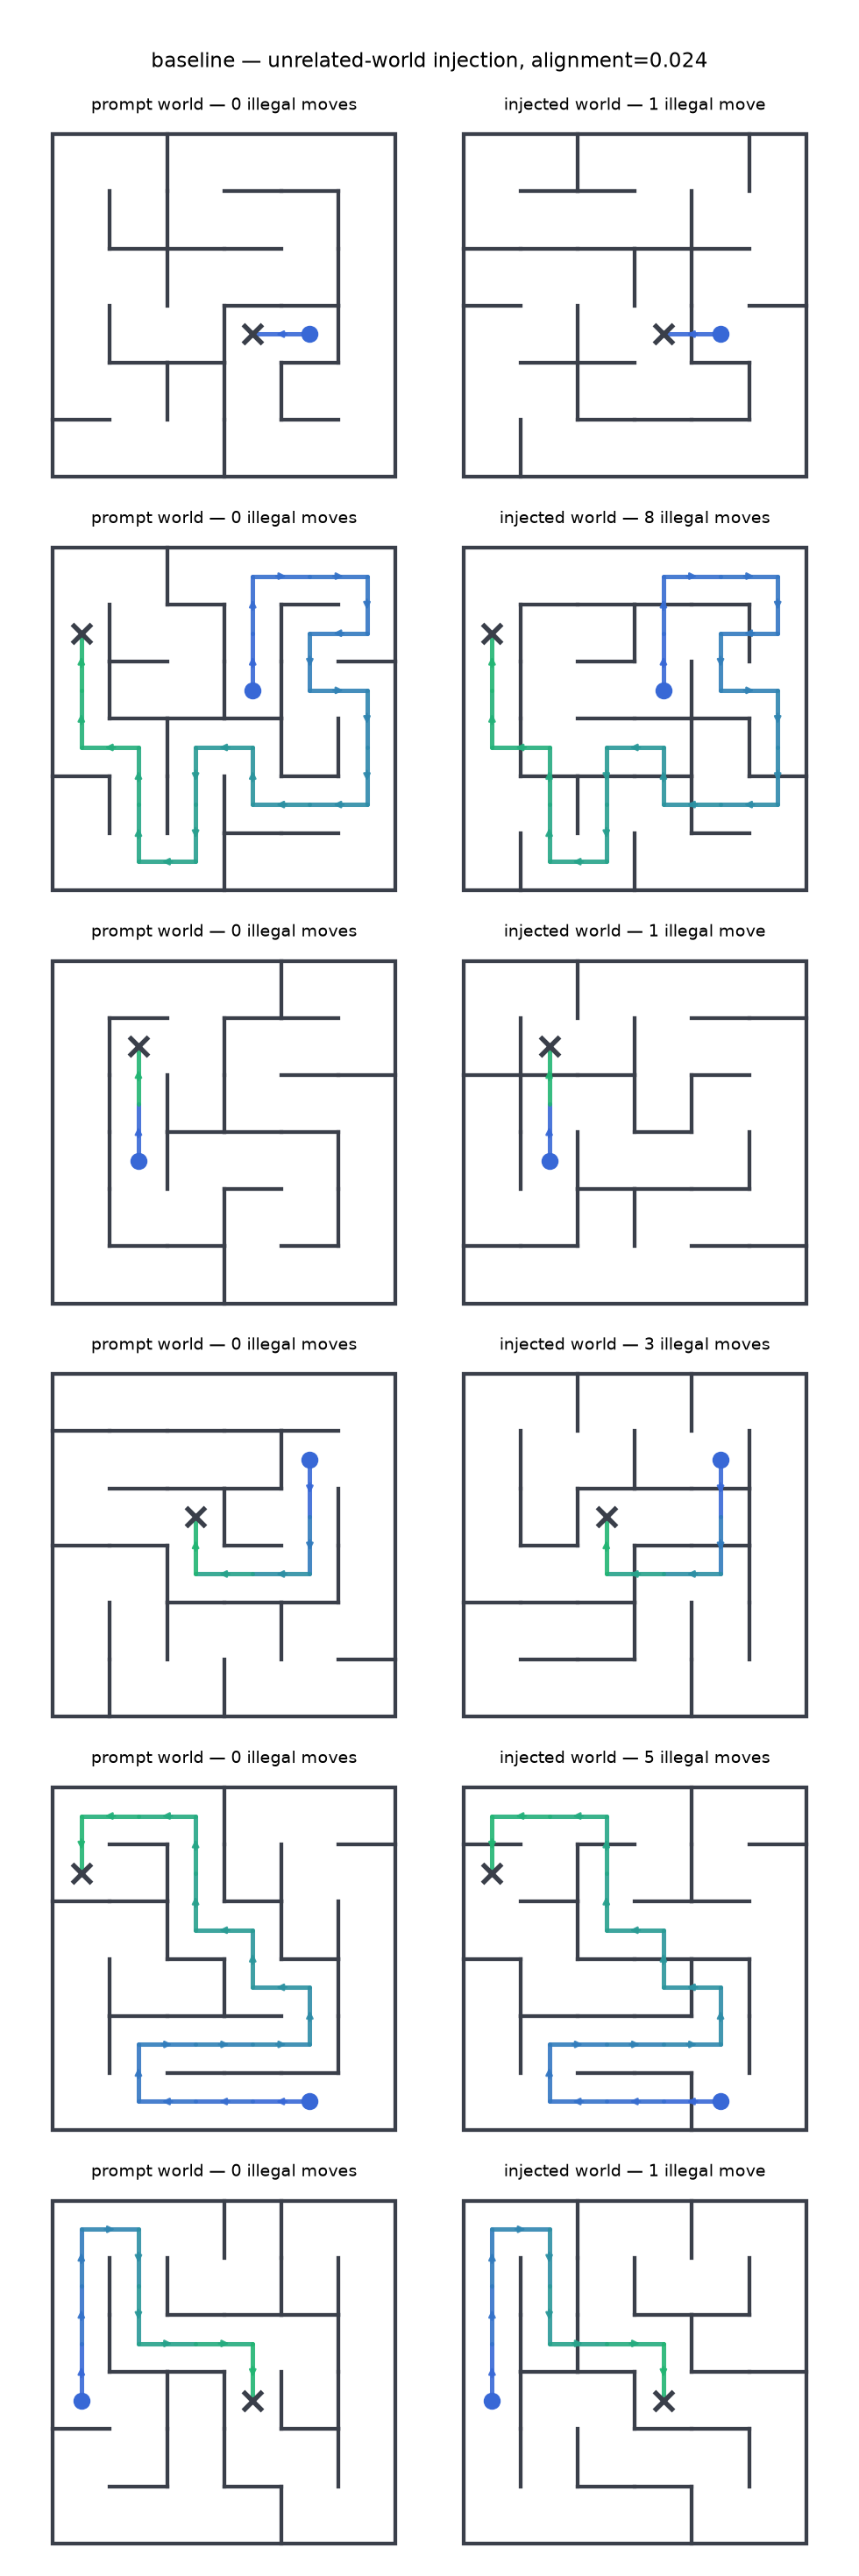 baseline — unrelated-world injection, alignment=0.024
prompt world — 0 illegal moves
injected world — 1 illegal move
prompt world — 0 illegal moves
injected world — 8 illegal moves
prompt world — 0 illegal moves
injected world — 1 illegal move
prompt world — 0 illegal moves
injected world — 3 illegal moves
prompt world — 0 illegal moves
injected world — 5 illegal moves
prompt world — 0 illegal moves
injected world — 1 illegal move